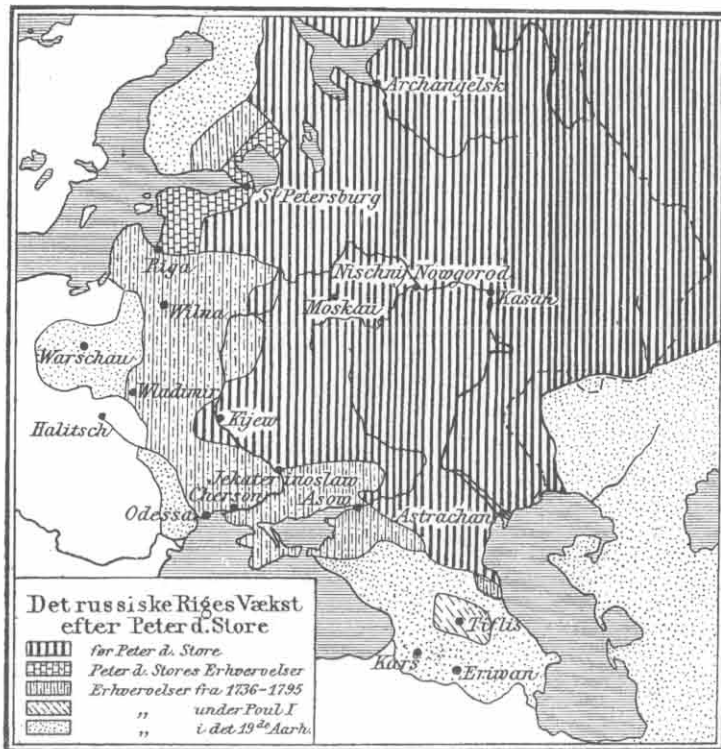 Archangelsk
St Petersburg
Riga
Nischnij Nowgorod
Moskau
Kasan
Wilna
Warschau
Wladimir
Kijew
Halitsch
Jekaterinoslaw
Cherson
Asow
Odessa
Astrachan
Tiflis
Kars
Eriwan
Det russiske Riges Vækst
efter Peter d. Store
før Peter d. Store
Peter d. Stores Erhvervelser
Erhvervelser fra 1736-1795
„ under Poul I
„ i det 19de Aarh.